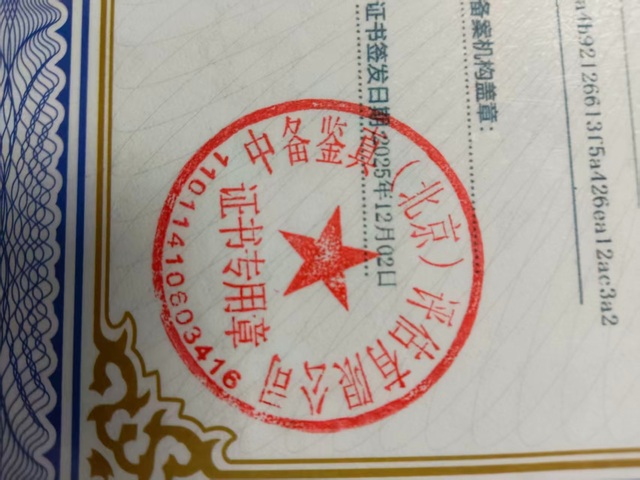 a4b92126613f5a426ea12ac3a2
备案机构盖章：
证书签发日期：2025年12月02日
中备鉴真（北京）评估有限公司
证书专用章
11011410603416